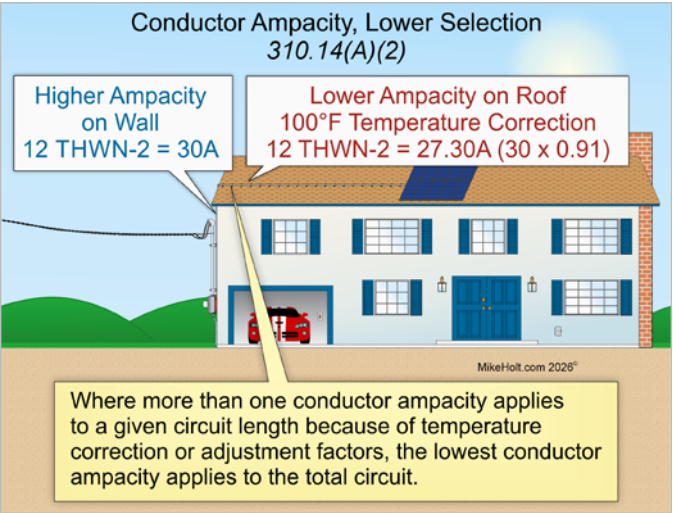 Conductor Ampacity, Lower Selection
310.14(A)(2)
Higher Ampacity
on Wall
12 THWN-2 = 30A
Lower Ampacity on Roof
100°F Temperature Correction
12 THWN-2 = 27.30A (30 x 0.91)
MikeHolt.com 2026©
Where more than one conductor ampacity applies
to a given circuit length because of temperature
correction or adjustment factors, the lowest conductor
ampacity applies to the total circuit.